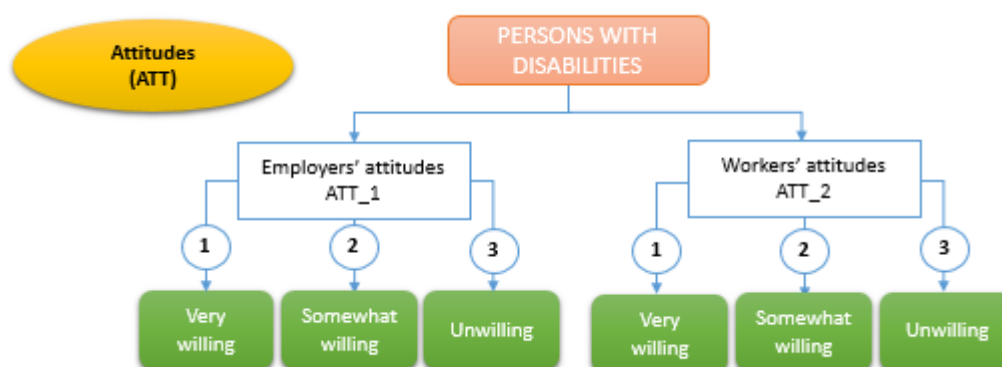 Attitudes
(ATT)
PERSONS WITH
DISABILITIES
Employers’ attitudes
ATT_1
Workers’ attitudes
ATT_2
1
2
3
1
2
3
Very
willing
Somewhat
willing
Unwilling
Very
willing
Somewhat
willing
Unwilling